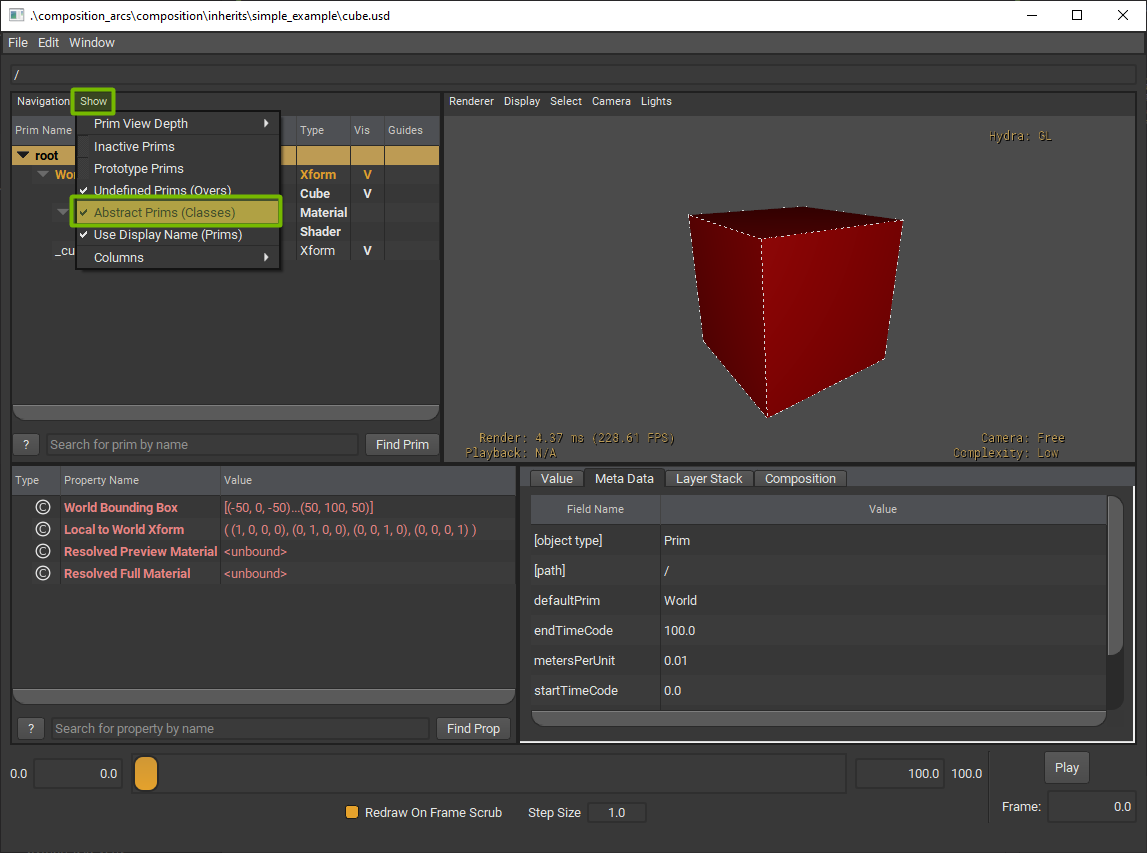 .\composition_arcs\composition\inherits\simple_example\cube.usd
File Edit Window
/
Navigation Show
Prim View Depth
Inactive Prims
Prototype Prims
Undefined Prims (Overs)
Abstract Prims (Classes)
Use Display Name (Prims)
Columns
Prim Name Type Vis Guides
root
Wor Xform V
Cube V
Material
Shader
_cu Xform V
? Search for prim by name Find Prim
Renderer Display Select Camera Lights
Hydra: GL
Render: 4.37 ms (228.61 FPS)
Playback: N/A
Camera: Free
Complexity: Low
Type Property Name Value
© World Bounding Box [(-50, 0, -50)...(50, 100, 50)]
© Local to World Xform ( (1, 0, 0, 0), (0, 1, 0, 0), (0, 0, 1, 0), (0, 0, 0, 1) )
© Resolved Preview Material <unbound>
© Resolved Full Material <unbound>
? Search for property by name Find Prop
Value Meta Data Layer Stack Composition
Field Name Value
[object type] Prim
[path] /
defaultPrim World
endTimeCode 100.0
metersPerUnit 0.01
startTimeCode 0.0
0.0 0.0 100.0 100.0 Play
Redraw On Frame Scrub Step Size 1.0 Frame: 0.0